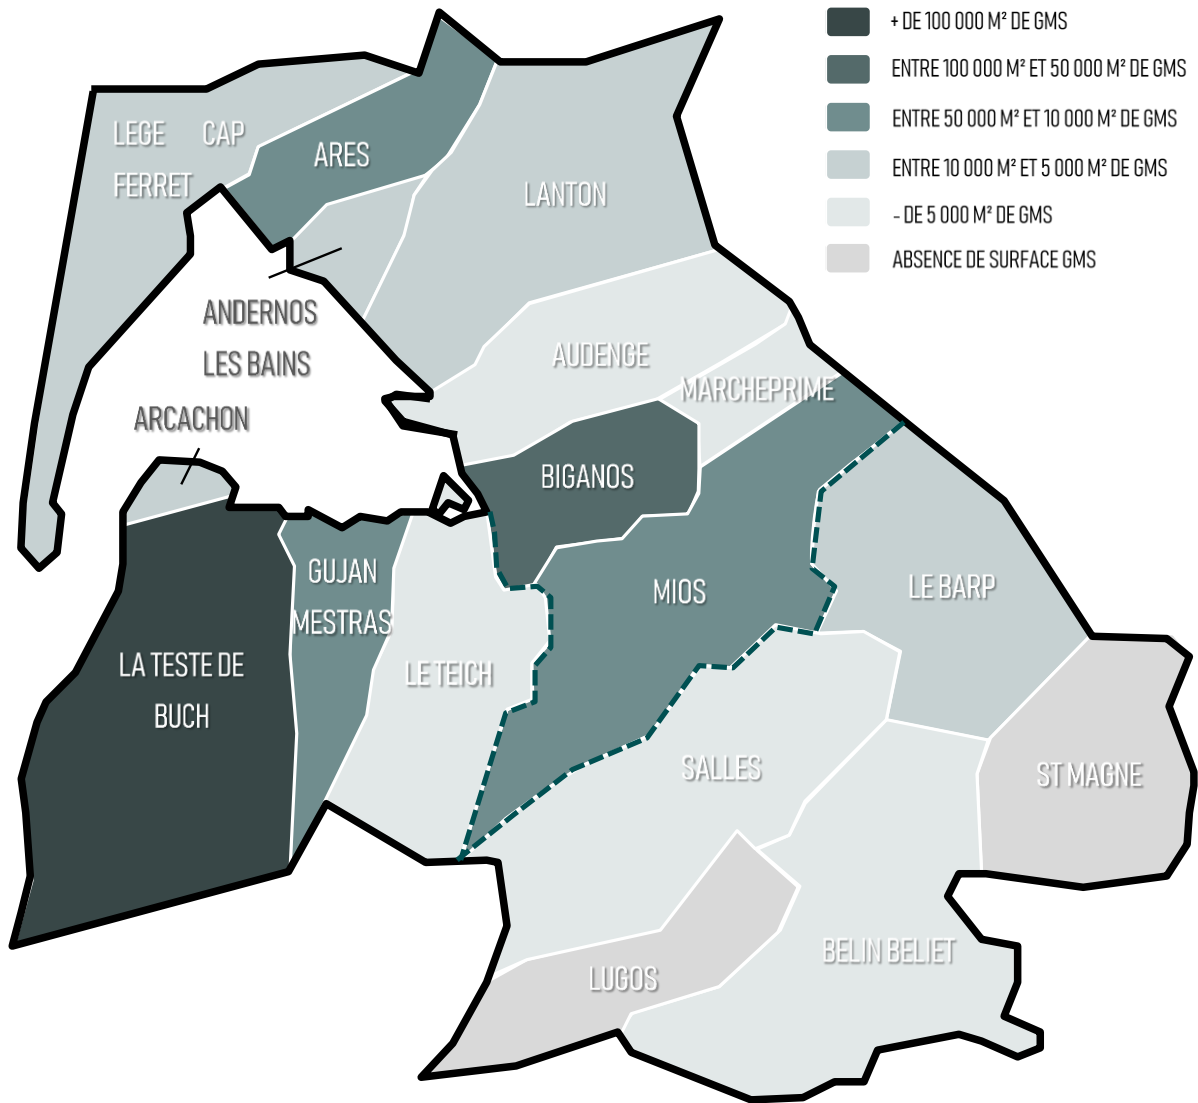 + DE 100 000 M² DE GMS
ENTRE 100 000 M² ET 50 000 M² DE GMS
ENTRE 50 000 M² ET 10 000 M² DE GMS
ENTRE 10 000 M² ET 5 000 M² DE GMS
- DE 5 000 M² DE GMS
ABSENCE DE SURFACE GMS
LEGE CAP
FERRET
ARES
LANTON
ANDERNOS
LES BAINS
AUDENGE
MARCHEPRIME
ARCACHON
BIGANOS
GUJAN
MESTRAS
MIOS
LE BARP
LA TESTE DE
BUCH
LE TEICH
SALLES
ST MAGNE
BELIN BELIET
LUGOS